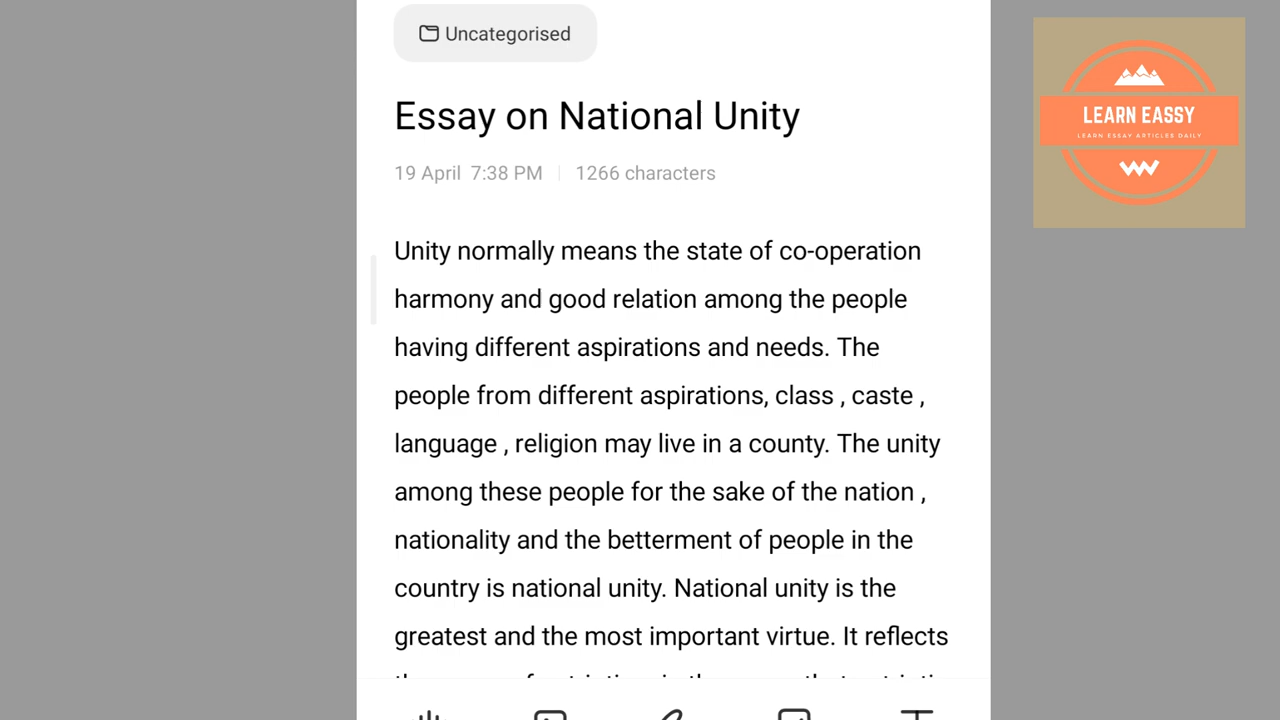 Uncategorised
Essay on National Unity
19 April 7:38 PM | 1266 characters
Unity normally means the state of co-operation
harmony and good relation among the people
having different aspirations and needs. The
people from different aspirations, class , caste ,
language , religion may live in a county. The unity
among these people for the sake of the nation ,
nationality and the betterment of people in the
country is national unity. National unity is the
greatest and the most important virtue. It reflects
LEARN EASSY
LEARN ESSAY ARTICLES DAILY